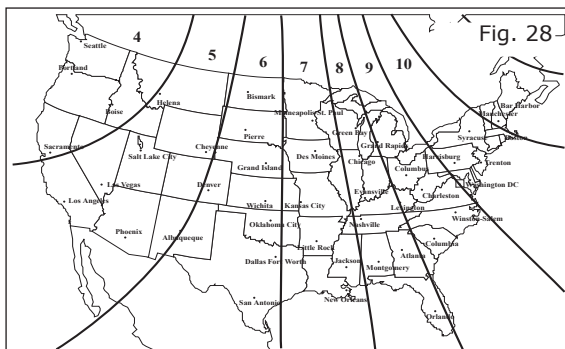 Fig. 28
4
5
6
7
8
9
10
Seattle
Portland
Helena
Bismark
Minneapolis St. Paul
Bar Harbor
Manchester
Boise
Green Bay
Syracuse
Boston
Pierre
Grand Rapids
Sacramento
Salt Lake City
Cheyenne
Des Moines
Chicago
Harrisburg
Trenton
Grand Island
Columbus
Las Vegas
Denver
Washington DC
Evansville
Charleston
Los Angeles
Wichita
Kansas City
Lexington
Winston-Salem
Phoenix
Albuqueque
Oklahoma City
Nashville
Little Rock
Columbia
Dallas Fort Worth
Jackson
Atlanta
Montgomery
San Antonio
New Orleans
Orlando